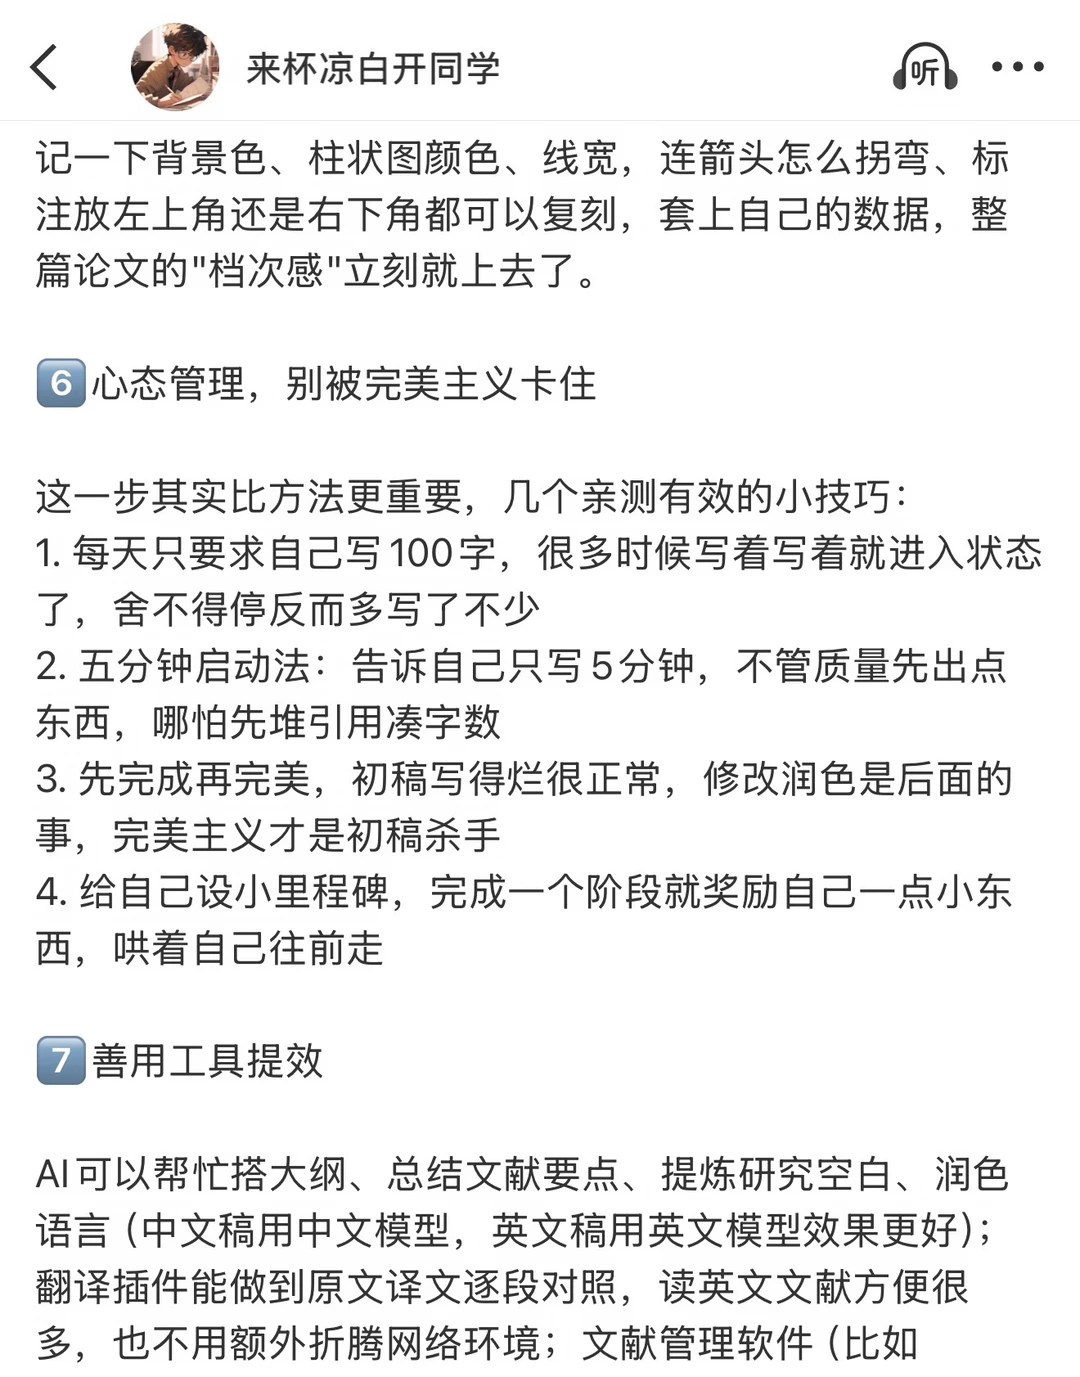 来杯凉白开同学
听
记一下背景色、柱状图颜色、线宽，连箭头怎么拐弯、标
注放左上角还是右下角都可以复刻，套上自己的数据，整
篇论文的"档次感"立刻就上去了。
6 心态管理，别被完美主义卡住
这一步其实比方法更重要，几个亲测有效的小技巧：
1. 每天只要求自己写100字，很多时候写着写着就进入状态
了，舍不得停反而多写了不少
2. 五分钟启动法：告诉自己只写5分钟，不管质量先出点
东西，哪怕先堆引用凑字数
3. 先完成再完美，初稿写得烂很正常，修改润色是后面的
事，完美主义才是初稿杀手
4. 给自己设小里程碑，完成一个阶段就奖励自己一点小东
西，哄着自己往前走
7 善用工具提效
AI可以帮忙搭大纲、总结文献要点、提炼研究空白、润色
语言（中文稿用中文模型，英文稿用英文模型效果更好）；
翻译插件能做到原文译文逐段对照，读英文文献方便很
多，也不用额外折腾网络环境；文献管理软件（比如